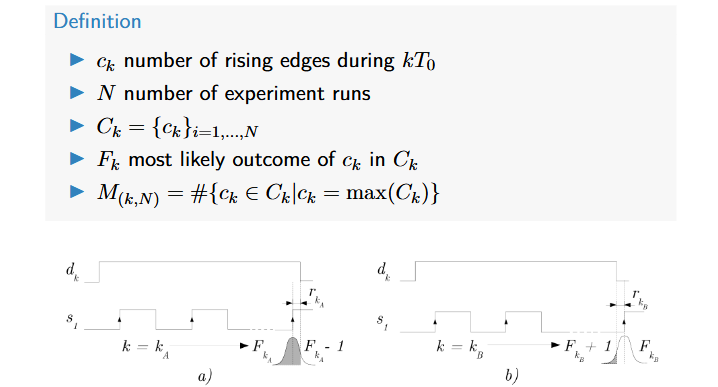 Definition
▶ c_k number of rising edges during kT_0
▶ N number of experiment runs
▶ C_k = {c_k}_{i=1,...,N}
▶ F_k most likely outcome of c_k in C_k
▶ M_{(k,N)} = #{c_k ∈ C_k|c_k = max(C_k)}
d_k
r_{k_A}
s_1
k = k_A F_{k_A} F_{k_A} - 1
a)
d_k
r_{k_B}
s_1
k = k_B F_{k_B} + 1 F_{k_B}
b)